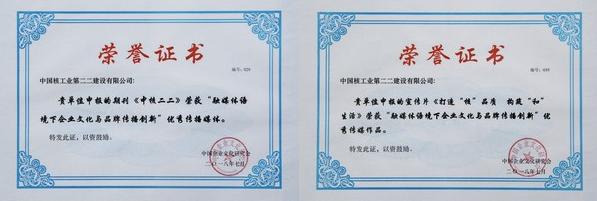 荣誉证书
编号:029
中国核工业第二二建设有限公司:
贵单位申报的期刊《中核二二》荣获“融媒体语
境下企业文化与品牌传播创新”优秀传播媒体。
特发此证,以资鼓励。
中国企业文化研究会
二〇一八年七月
荣誉证书
中国核工业第二二建设有限公司:
贵单位申报的宣传片《打造“核”品质 构筑“和”
生活》荣获“融媒体语境下企业文化与品牌传播创新”优
秀传播作品。
特发此证,以资鼓励。
中国企业文化研究会
二〇一八年七月